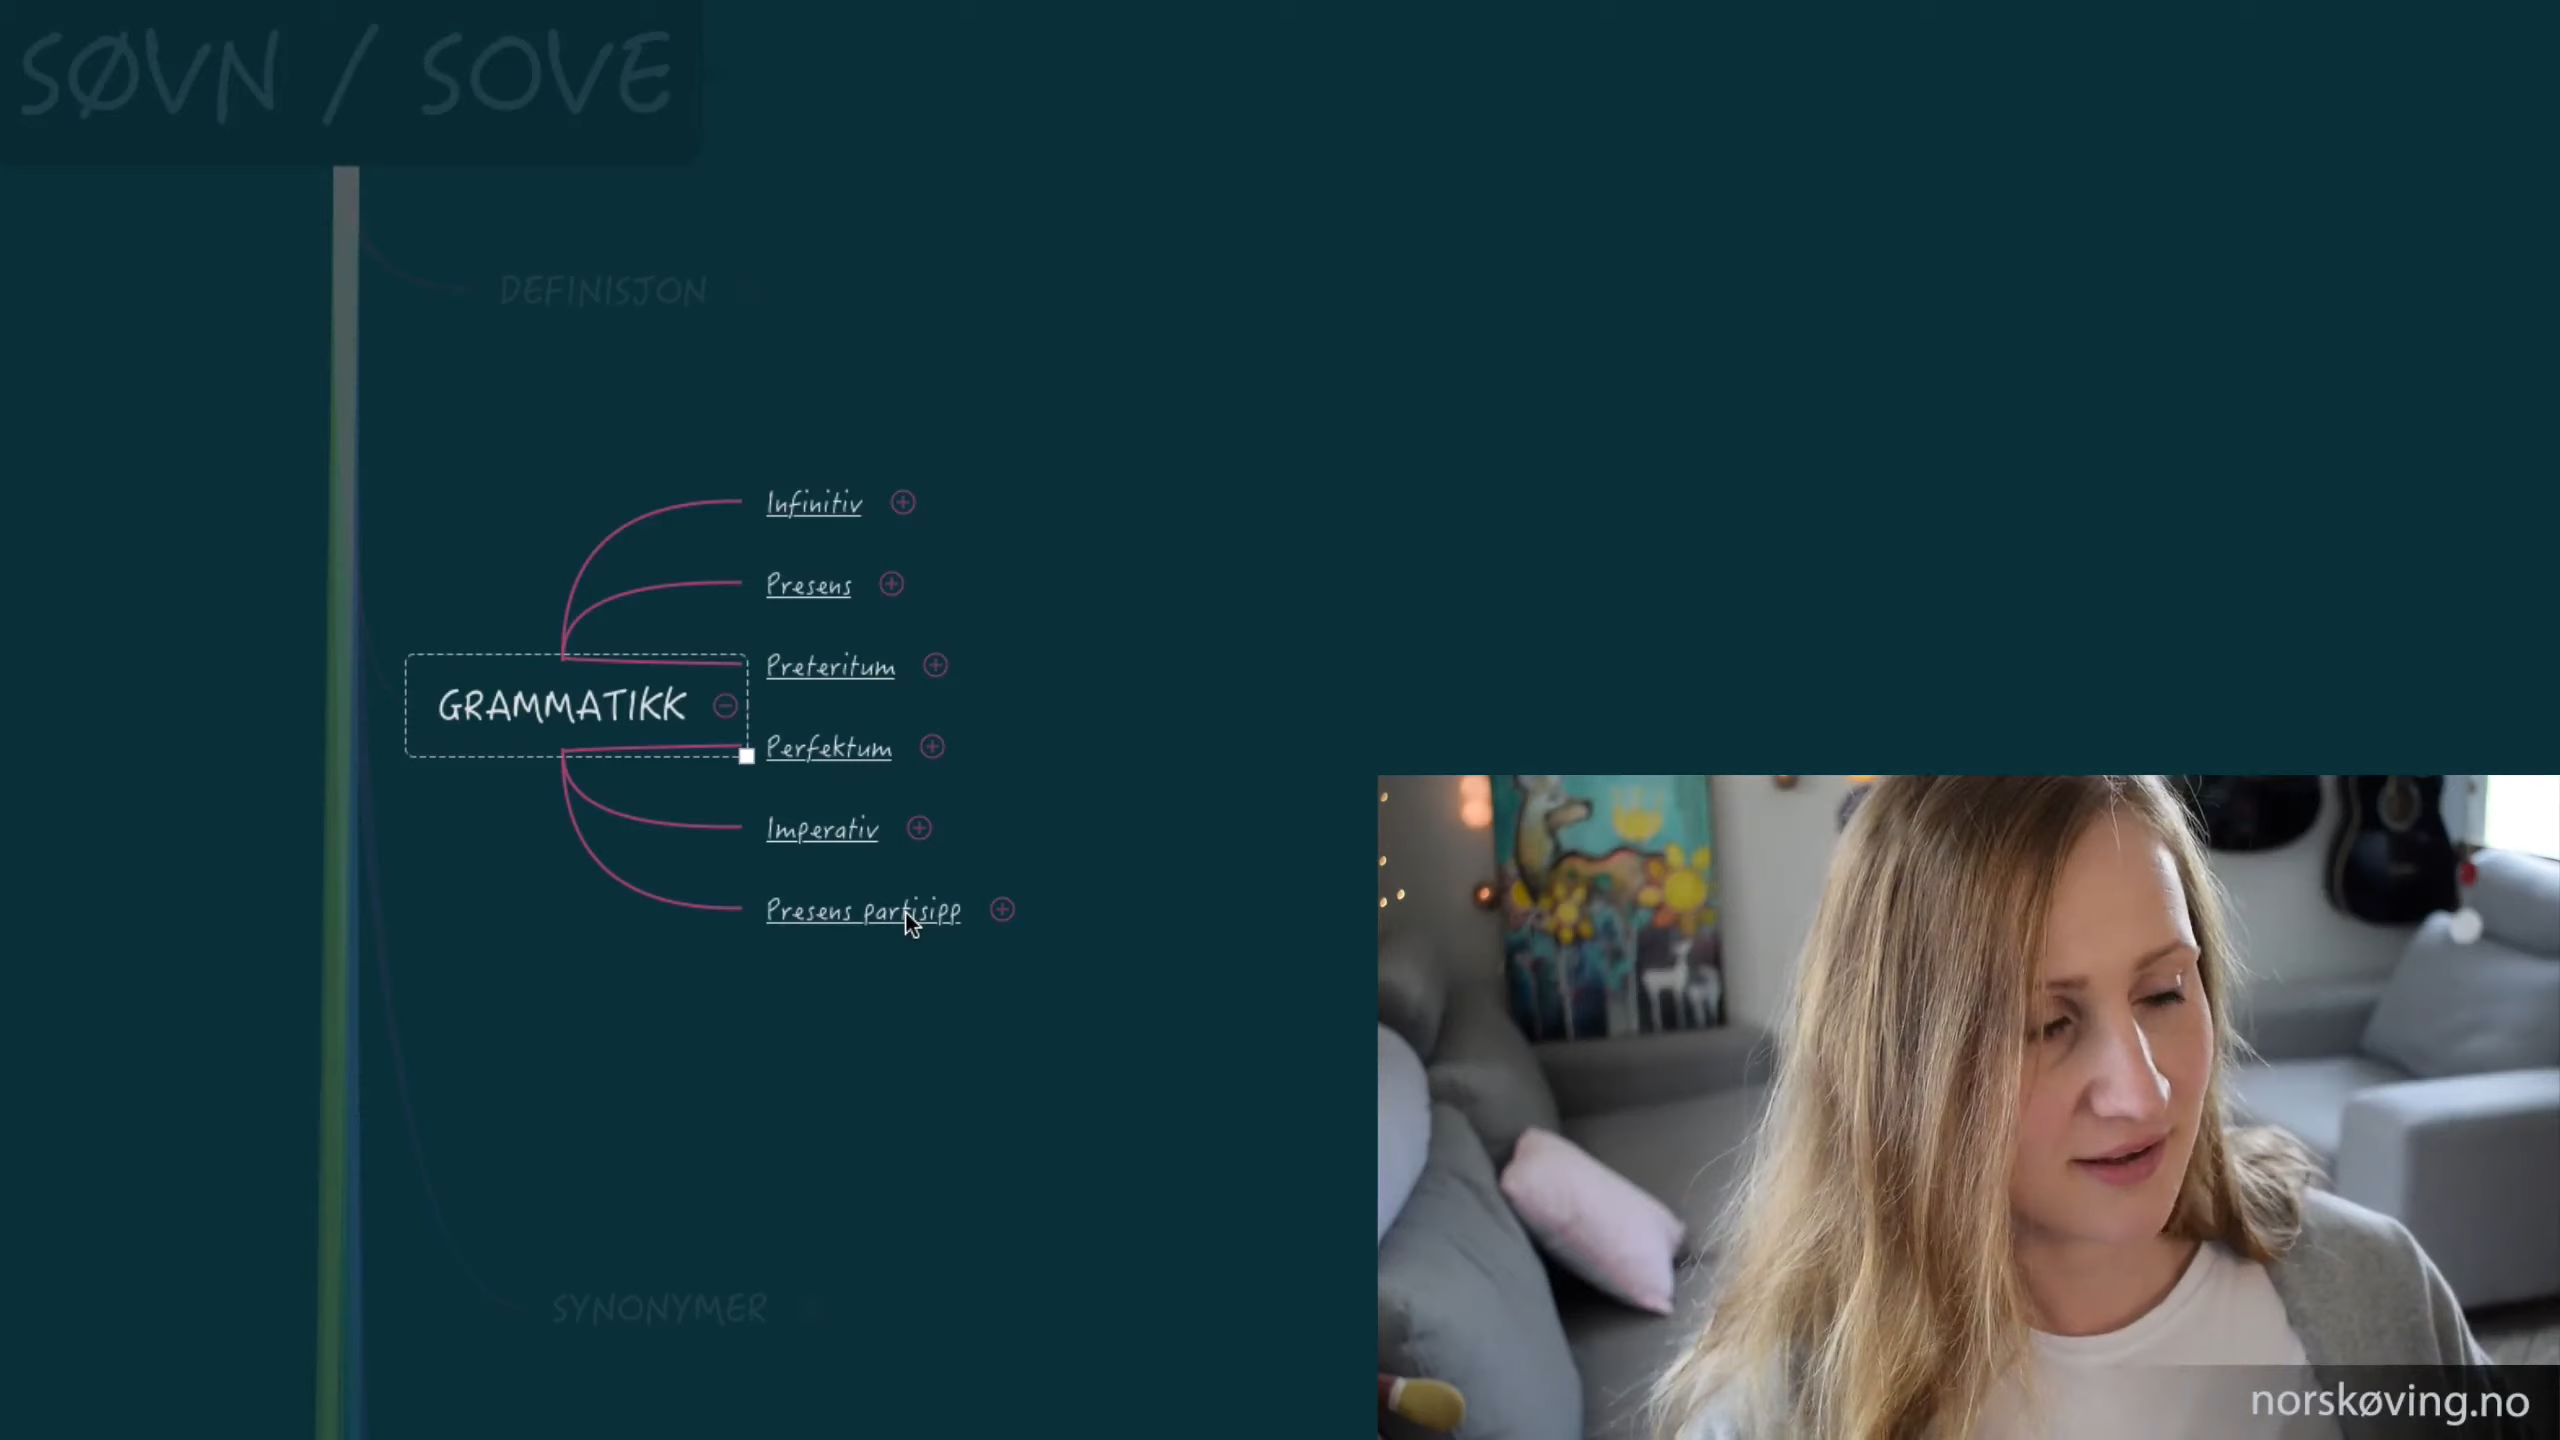 SØVN / SOVE
DEFINISJON
Infinitiv
Presens
Preteritum
GRAMMATIKK
Perfektum
Imperativ
Presens partisipp
SYNONYMER
norskøving.no